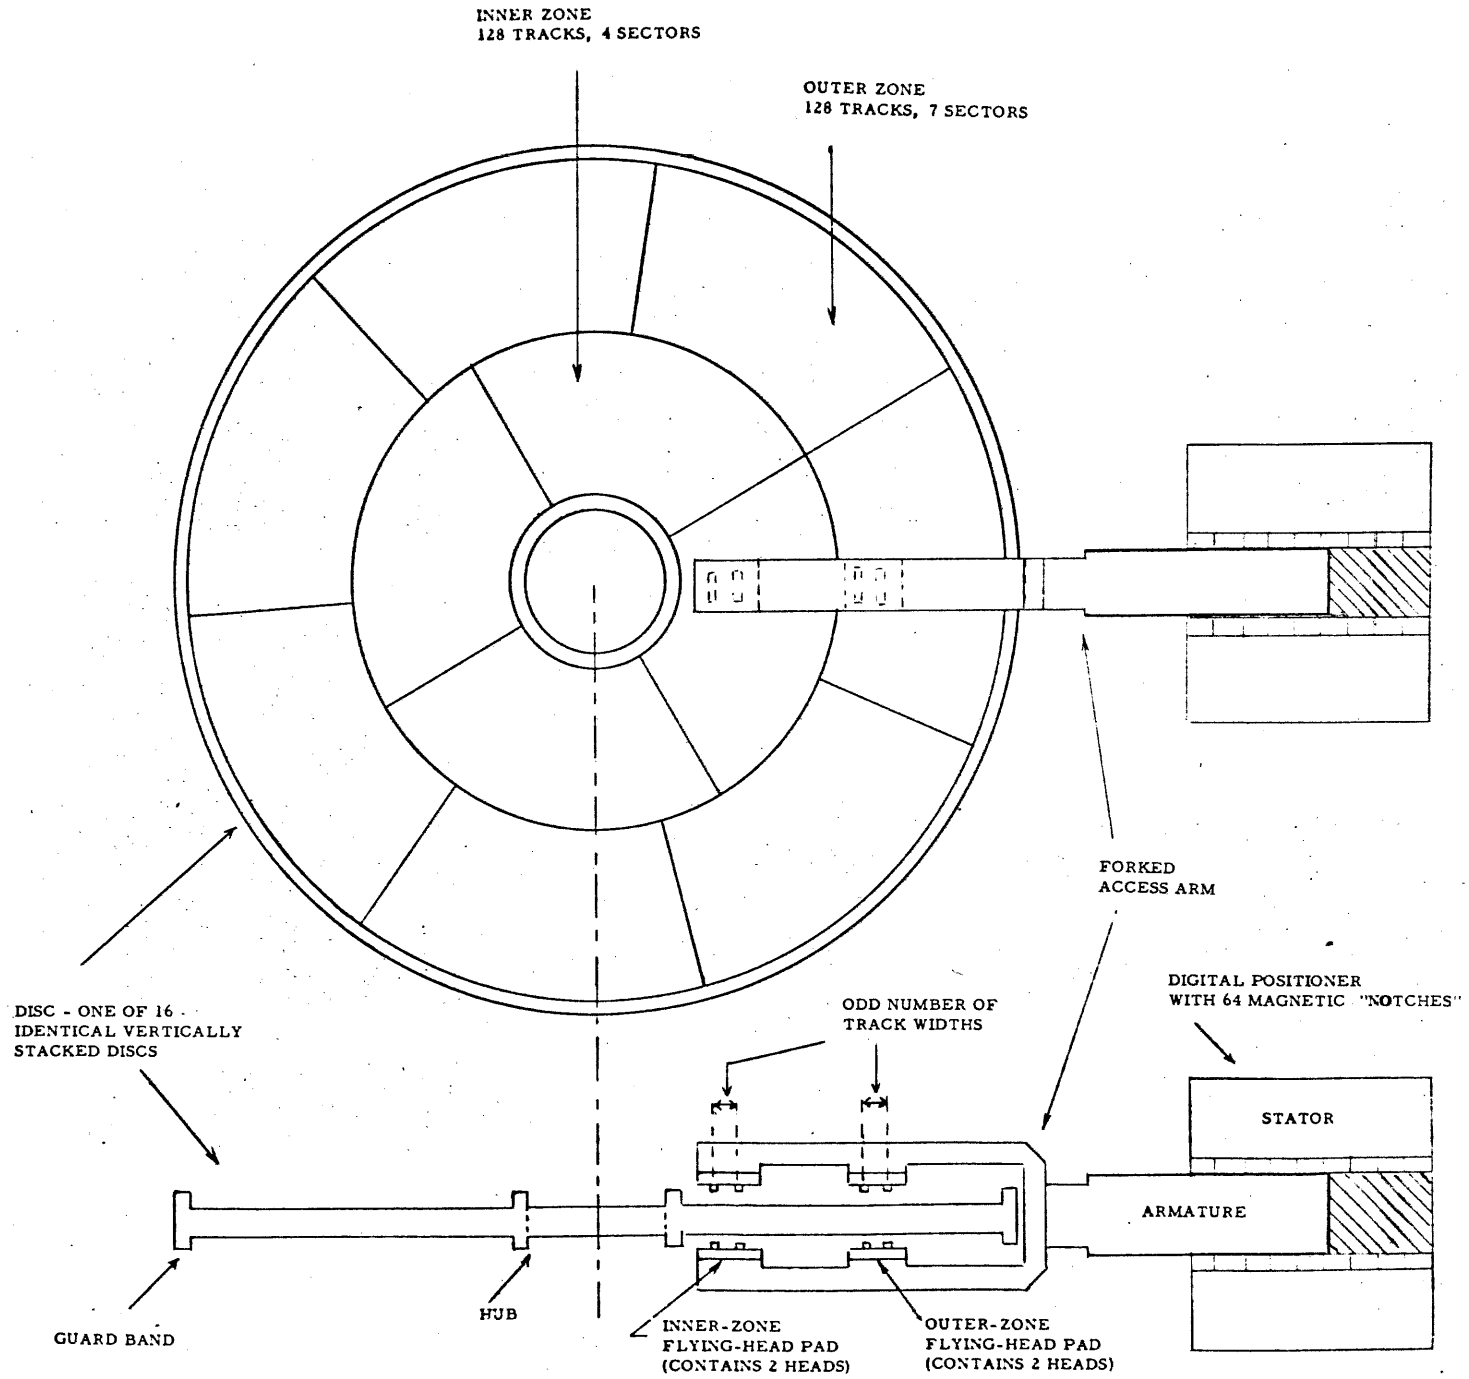 INNER ZONE
128 TRACKS, 4 SECTORS
OUTER ZONE
128 TRACKS, 7 SECTORS
FORKED
ACCESS ARM
DIGITAL POSITIONER
WITH 64 MAGNETIC "NOTCHES"
ODD NUMBER OF
TRACK WIDTHS
DISC - ONE OF 16
IDENTICAL VERTICALLY
STACKED DISCS
STATOR
ARMATURE
HUB
GUARD BAND
INNER-ZONE
FLYING-HEAD PAD
(CONTAINS 2 HEADS)
OUTER-ZONE
FLYING-HEAD PAD
(CONTAINS 2 HEADS)